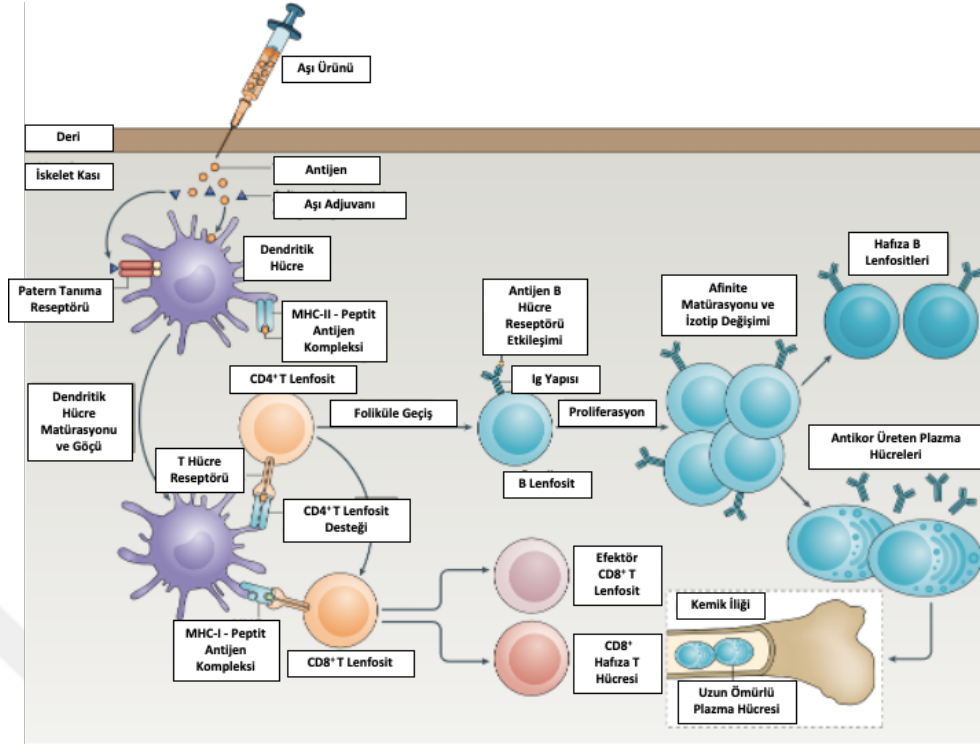 Aşı Ürünü
Deri
İskelet Kası
Antijen
Aşı Adjuvanı
Dendritik
Hücre
Patern Tanıma
Reseptörü
MHC-II - Peptit
Antijen
Kompleksi
Antijen B
Hücre
Reseptörü
Etkileşimi
Afinite
Matürasyonu ve
İzotip Değişimi
Hafıza B
Lenfositleri
CD4⁺ T Lenfosit
Ig Yapısı
Dendritik
Hücre
Matürasyonu
ve Göçü
Foliküle Geçiş
Proliferasyon
Antikor Üreten Plazma
Hücreleri
T Hücre
Reseptörü
B Lenfosit
CD4⁺ T Lenfosit
Desteği
Efektör
CD8⁺ T
Lenfosit
Kemik İliği
MHC-I - Peptit
Antijen
Kompleksi
CD8⁺ T Lenfosit
CD8⁺
Hafıza T
Hücresi
Uzun Ömürlü
Plazma Hücresi